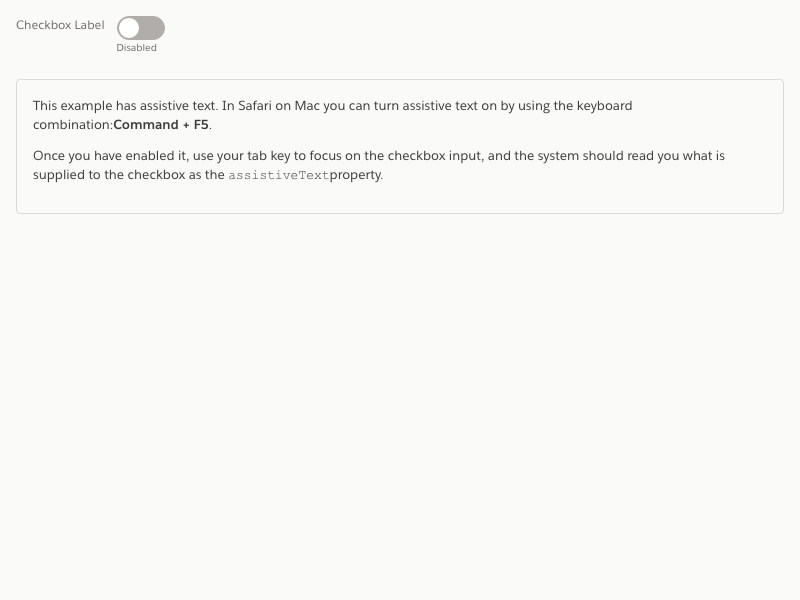 Checkbox Label
Disabled
This example has assistive text. In Safari on Mac you can turn assistive text on by using the keyboard
combination:Command + F5.
Once you have enabled it, use your tab key to focus on the checkbox input, and the system should read you what is
supplied to the checkbox as the assistiveTextproperty.